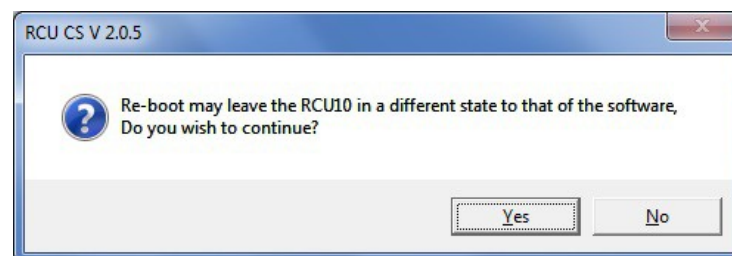 RCU CS V 2.0.5
Re-boot may leave the RCU10 in a different state to that of the software,
Do you wish to continue?
Yes
No